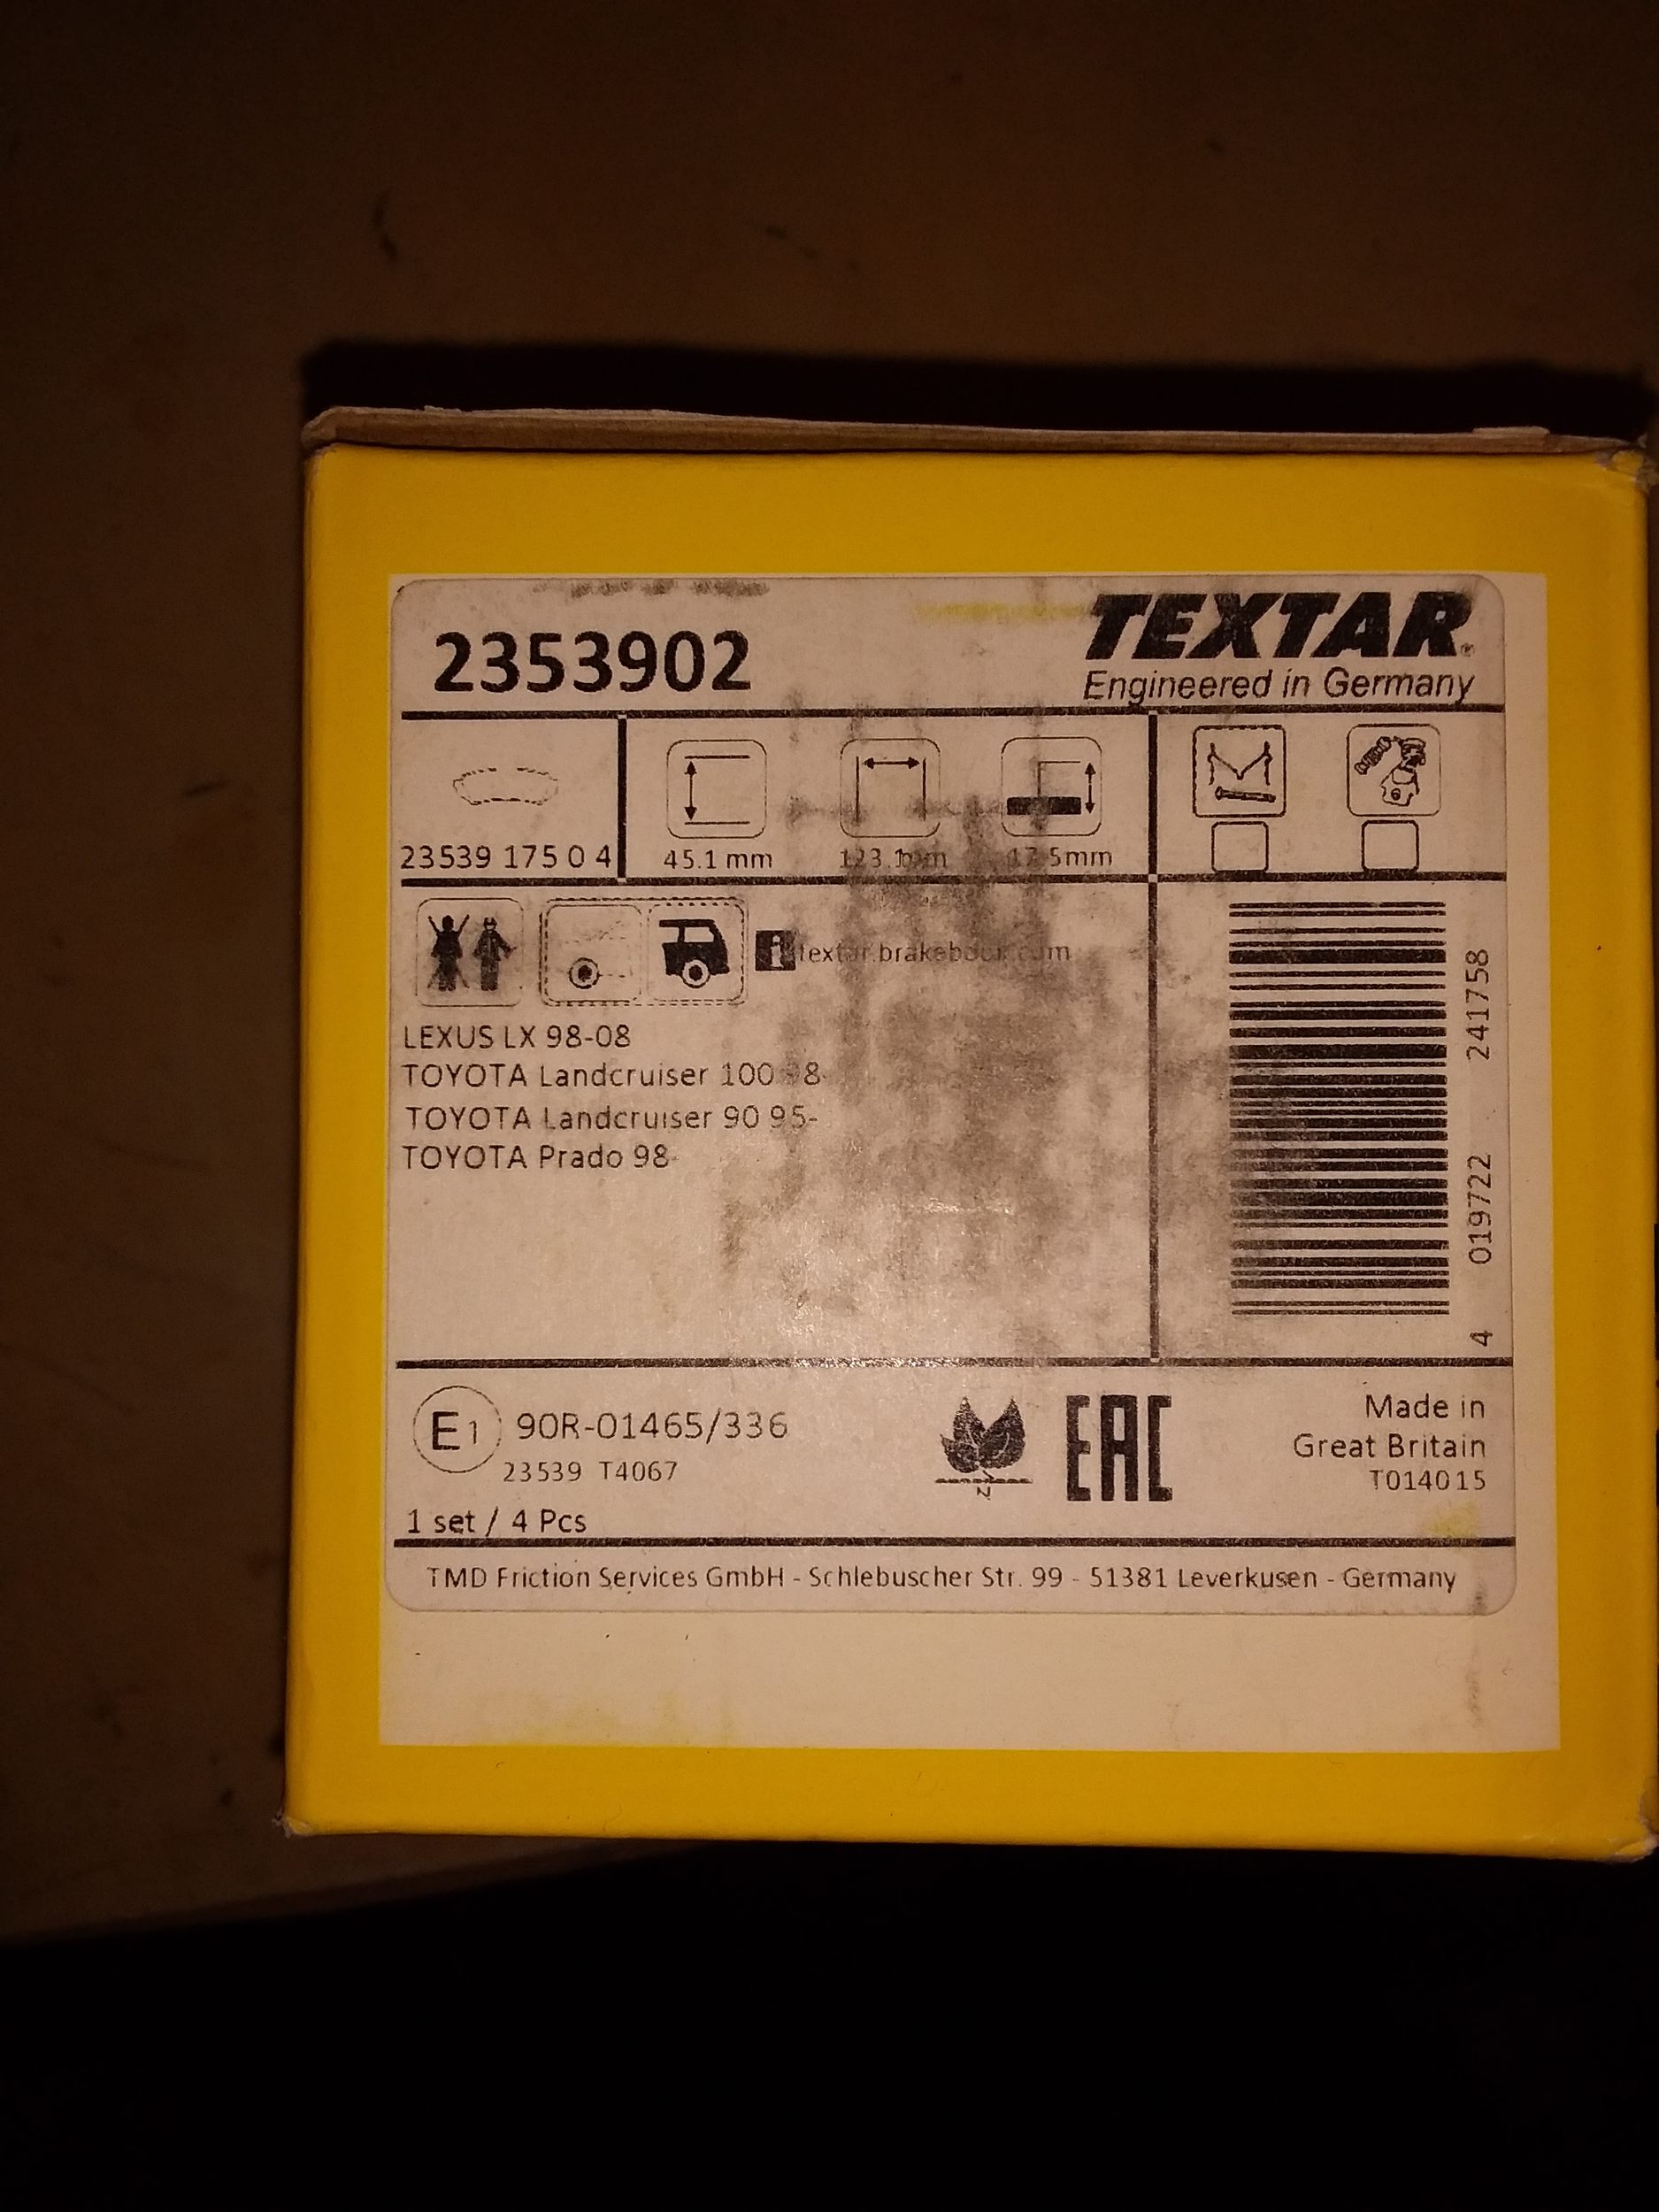 2353902
TEXTAR
Engineered in Germany
23539 175 0 4
45.1 mm
17.5mm
i textar.brakebook.com
LEXUS LX 98-08
TOYOTA Landcruiser 100 98-
TOYOTA Landcruiser 90 95-
TOYOTA Prado 98-
4 019722 241758
E1 90R-01465/336
23539 T4067
1 set / 4 Pcs
N
EAC
Made in
Great Britain
T014015
TMD Friction Services GmbH - Schlebuscher Str. 99 - 51381 Leverkusen - Germany